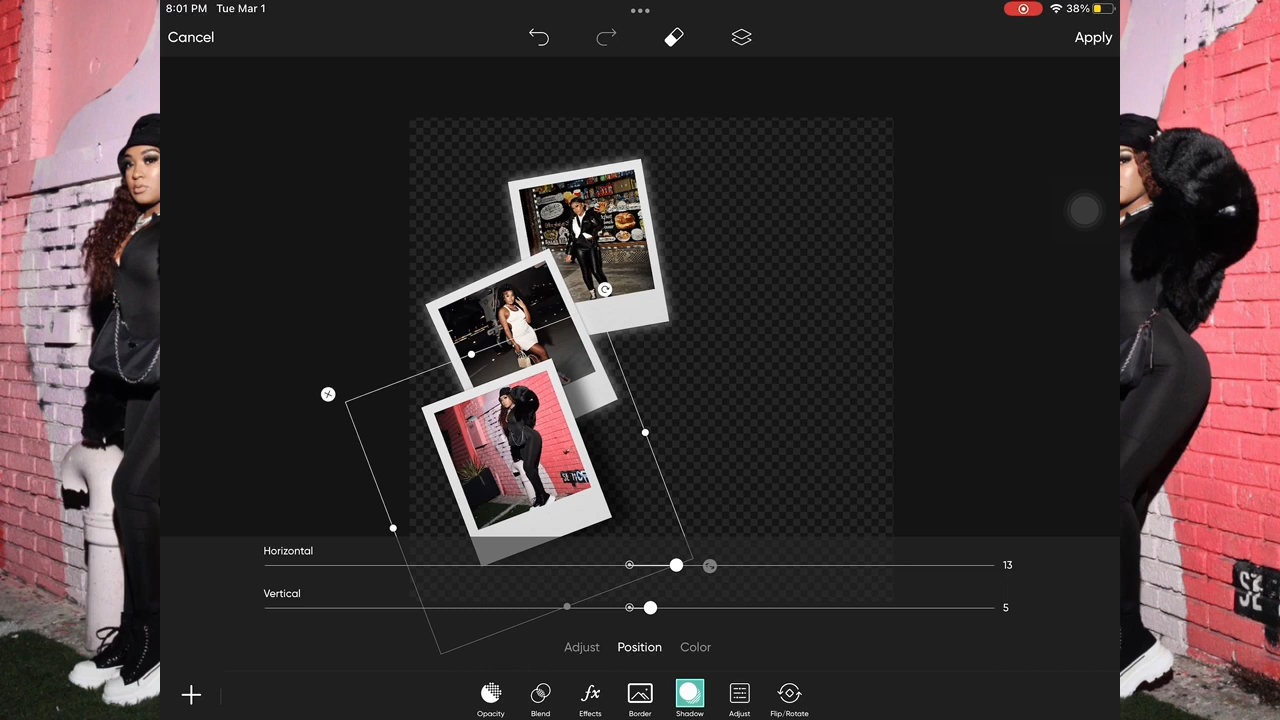 8:01 PM Tue Mar 1
38%
Cancel
Apply
Horizontal
13
Vertical
5
Adjust Position Color
Opacity Blend Effects Border Shadow Adjust Flip/Rotate